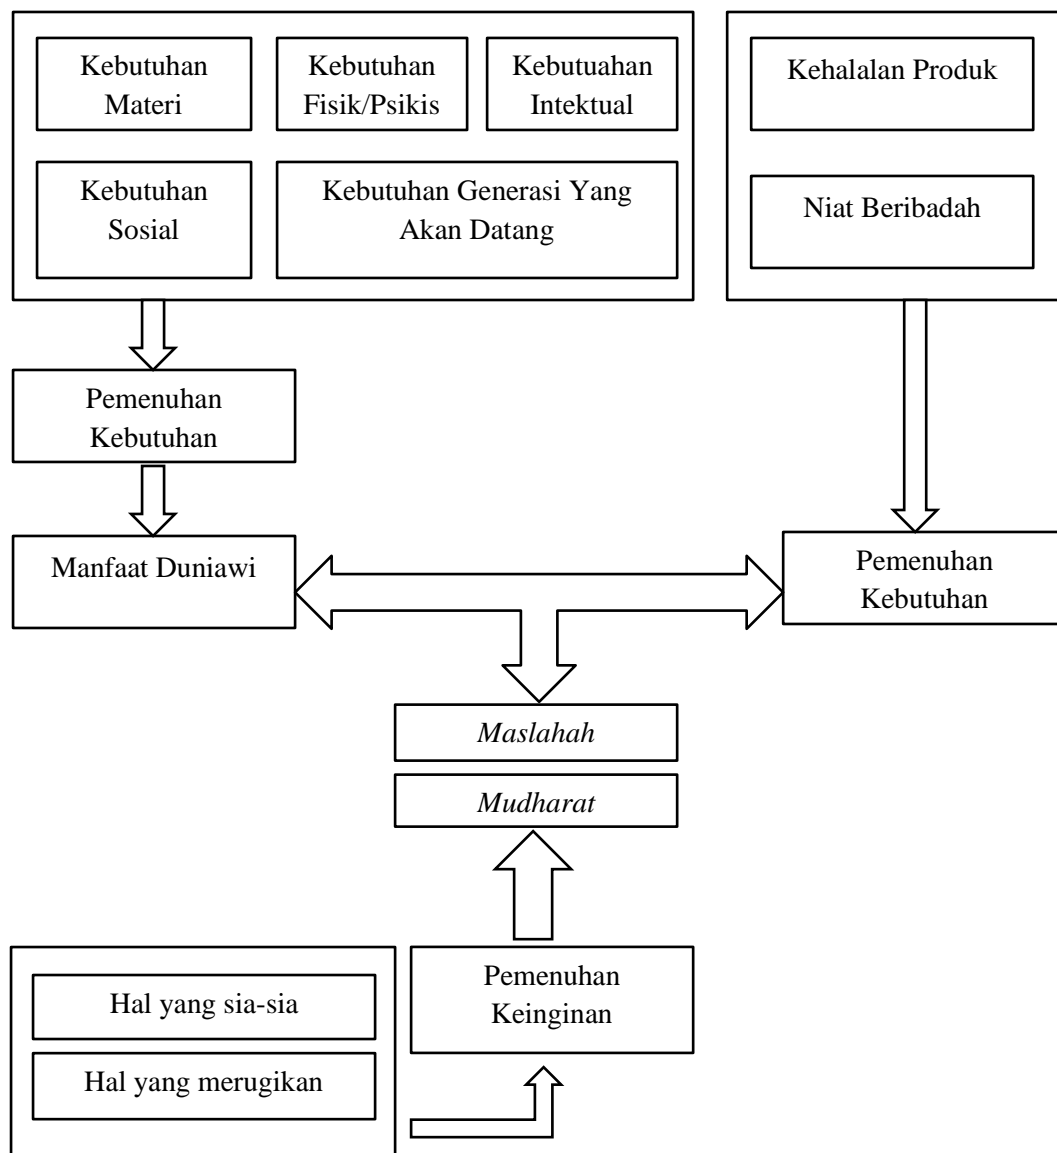 Kebutuhan
Materi
Kebutuhan
Fisik/Psikis
Kebutuahan
Intektual
Kebutuhan
Sosial
Kebutuhan Generasi Yang
Akan Datang
Kehalalan Produk
Niat Beribadah
Pemenuhan
Kebutuhan
Manfaat Duniawi
Pemenuhan
Kebutuhan
Maslahah
Mudharat
Pemenuhan
Keinginan
Hal yang sia-sia
Hal yang merugikan